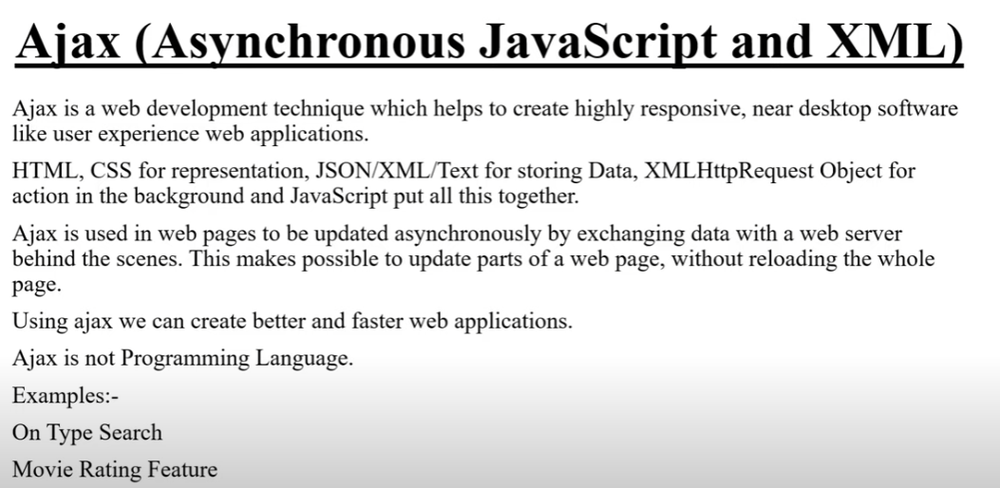 Ajax (Asynchronous JavaScript and XML)
Ajax is a web development technique which helps to create highly responsive, near desktop software
like user experience web applications.
HTML, CSS for representation, JSON/XML/Text for storing Data, XMLHttpRequest Object for
action in the background and JavaScript put all this together.
Ajax is used in web pages to be updated asynchronously by exchanging data with a web server
behind the scenes. This makes possible to update parts of a web page, without reloading the whole
page.
Using ajax we can create better and faster web applications.
Ajax is not Programming Language.
Examples:-
On Type Search
Movie Rating Feature